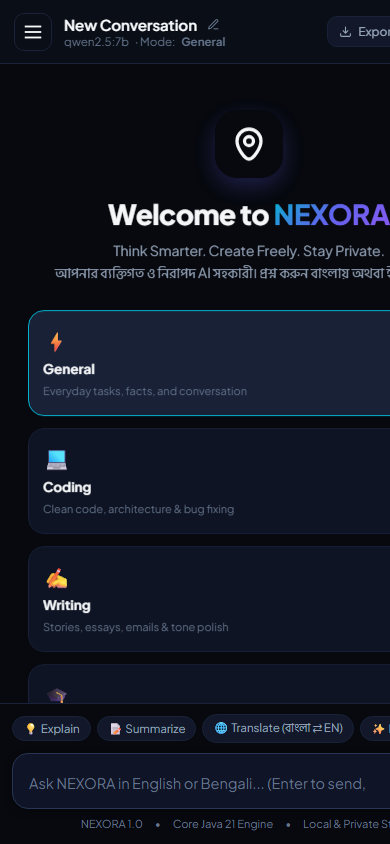 New Conversation
qwen2.5:7b · Mode: General
Welcome to NEXORA
Think Smarter. Create Freely. Stay Private.
আপনার ব্যক্তিগত ও নিরাপদ AI সহকারী। প্রশ্ন করুন বাংলায় অথবা
General
Everyday tasks, facts, and conversation
Coding
Clean code, architecture & bug fixing
Writing
Stories, essays, emails & tone polish
Explain
Summarize
Translate (বাংলা ⇄ EN)
Ask NEXORA in English or Bengali... (Enter to send,
NEXORA 1.0 • Core Java 21 Engine • Local & Private